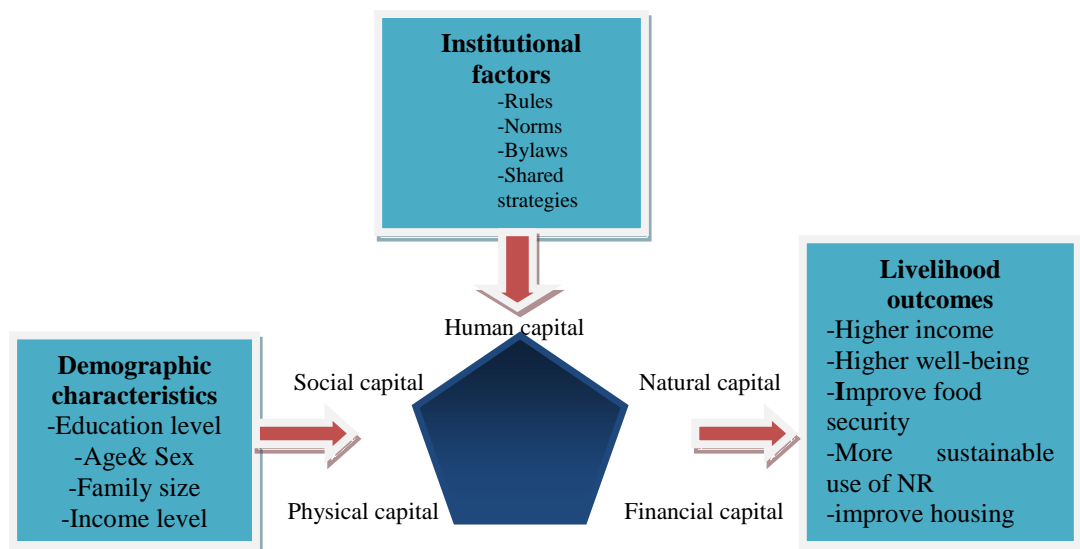 Institutional
factors
-Rules
-Norms
-Bylaws
-Shared
strategies
Human capital
Social capital
Natural capital
Physical capital
Financial capital
Demographic
characteristics
-Education level
-Age& Sex
-Family size
-Income level
Livelihood
outcomes
-Higher income
-Higher well-being
-Improve food
security
-More sustainable
use of NR
-improve housing